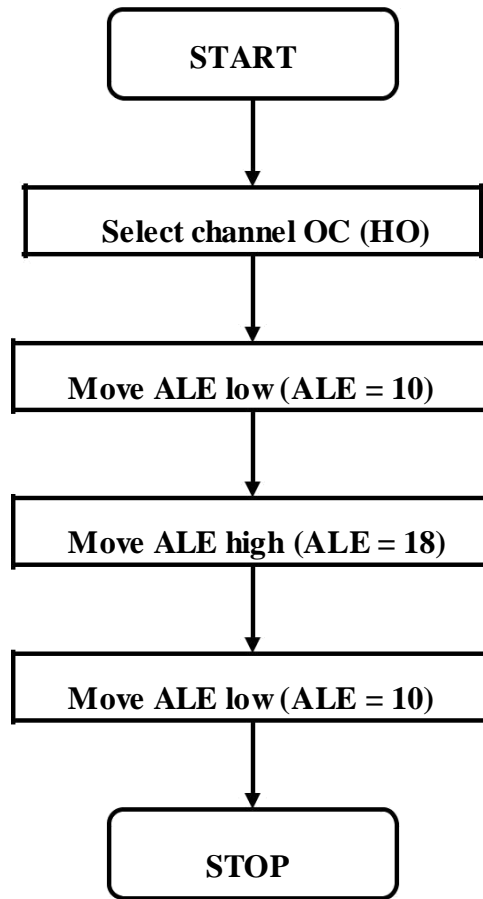 START
Select channel OC (HO)
Move ALE low (ALE = 10)
Move ALE high (ALE = 18)
Move ALE low (ALE = 10)
STOP